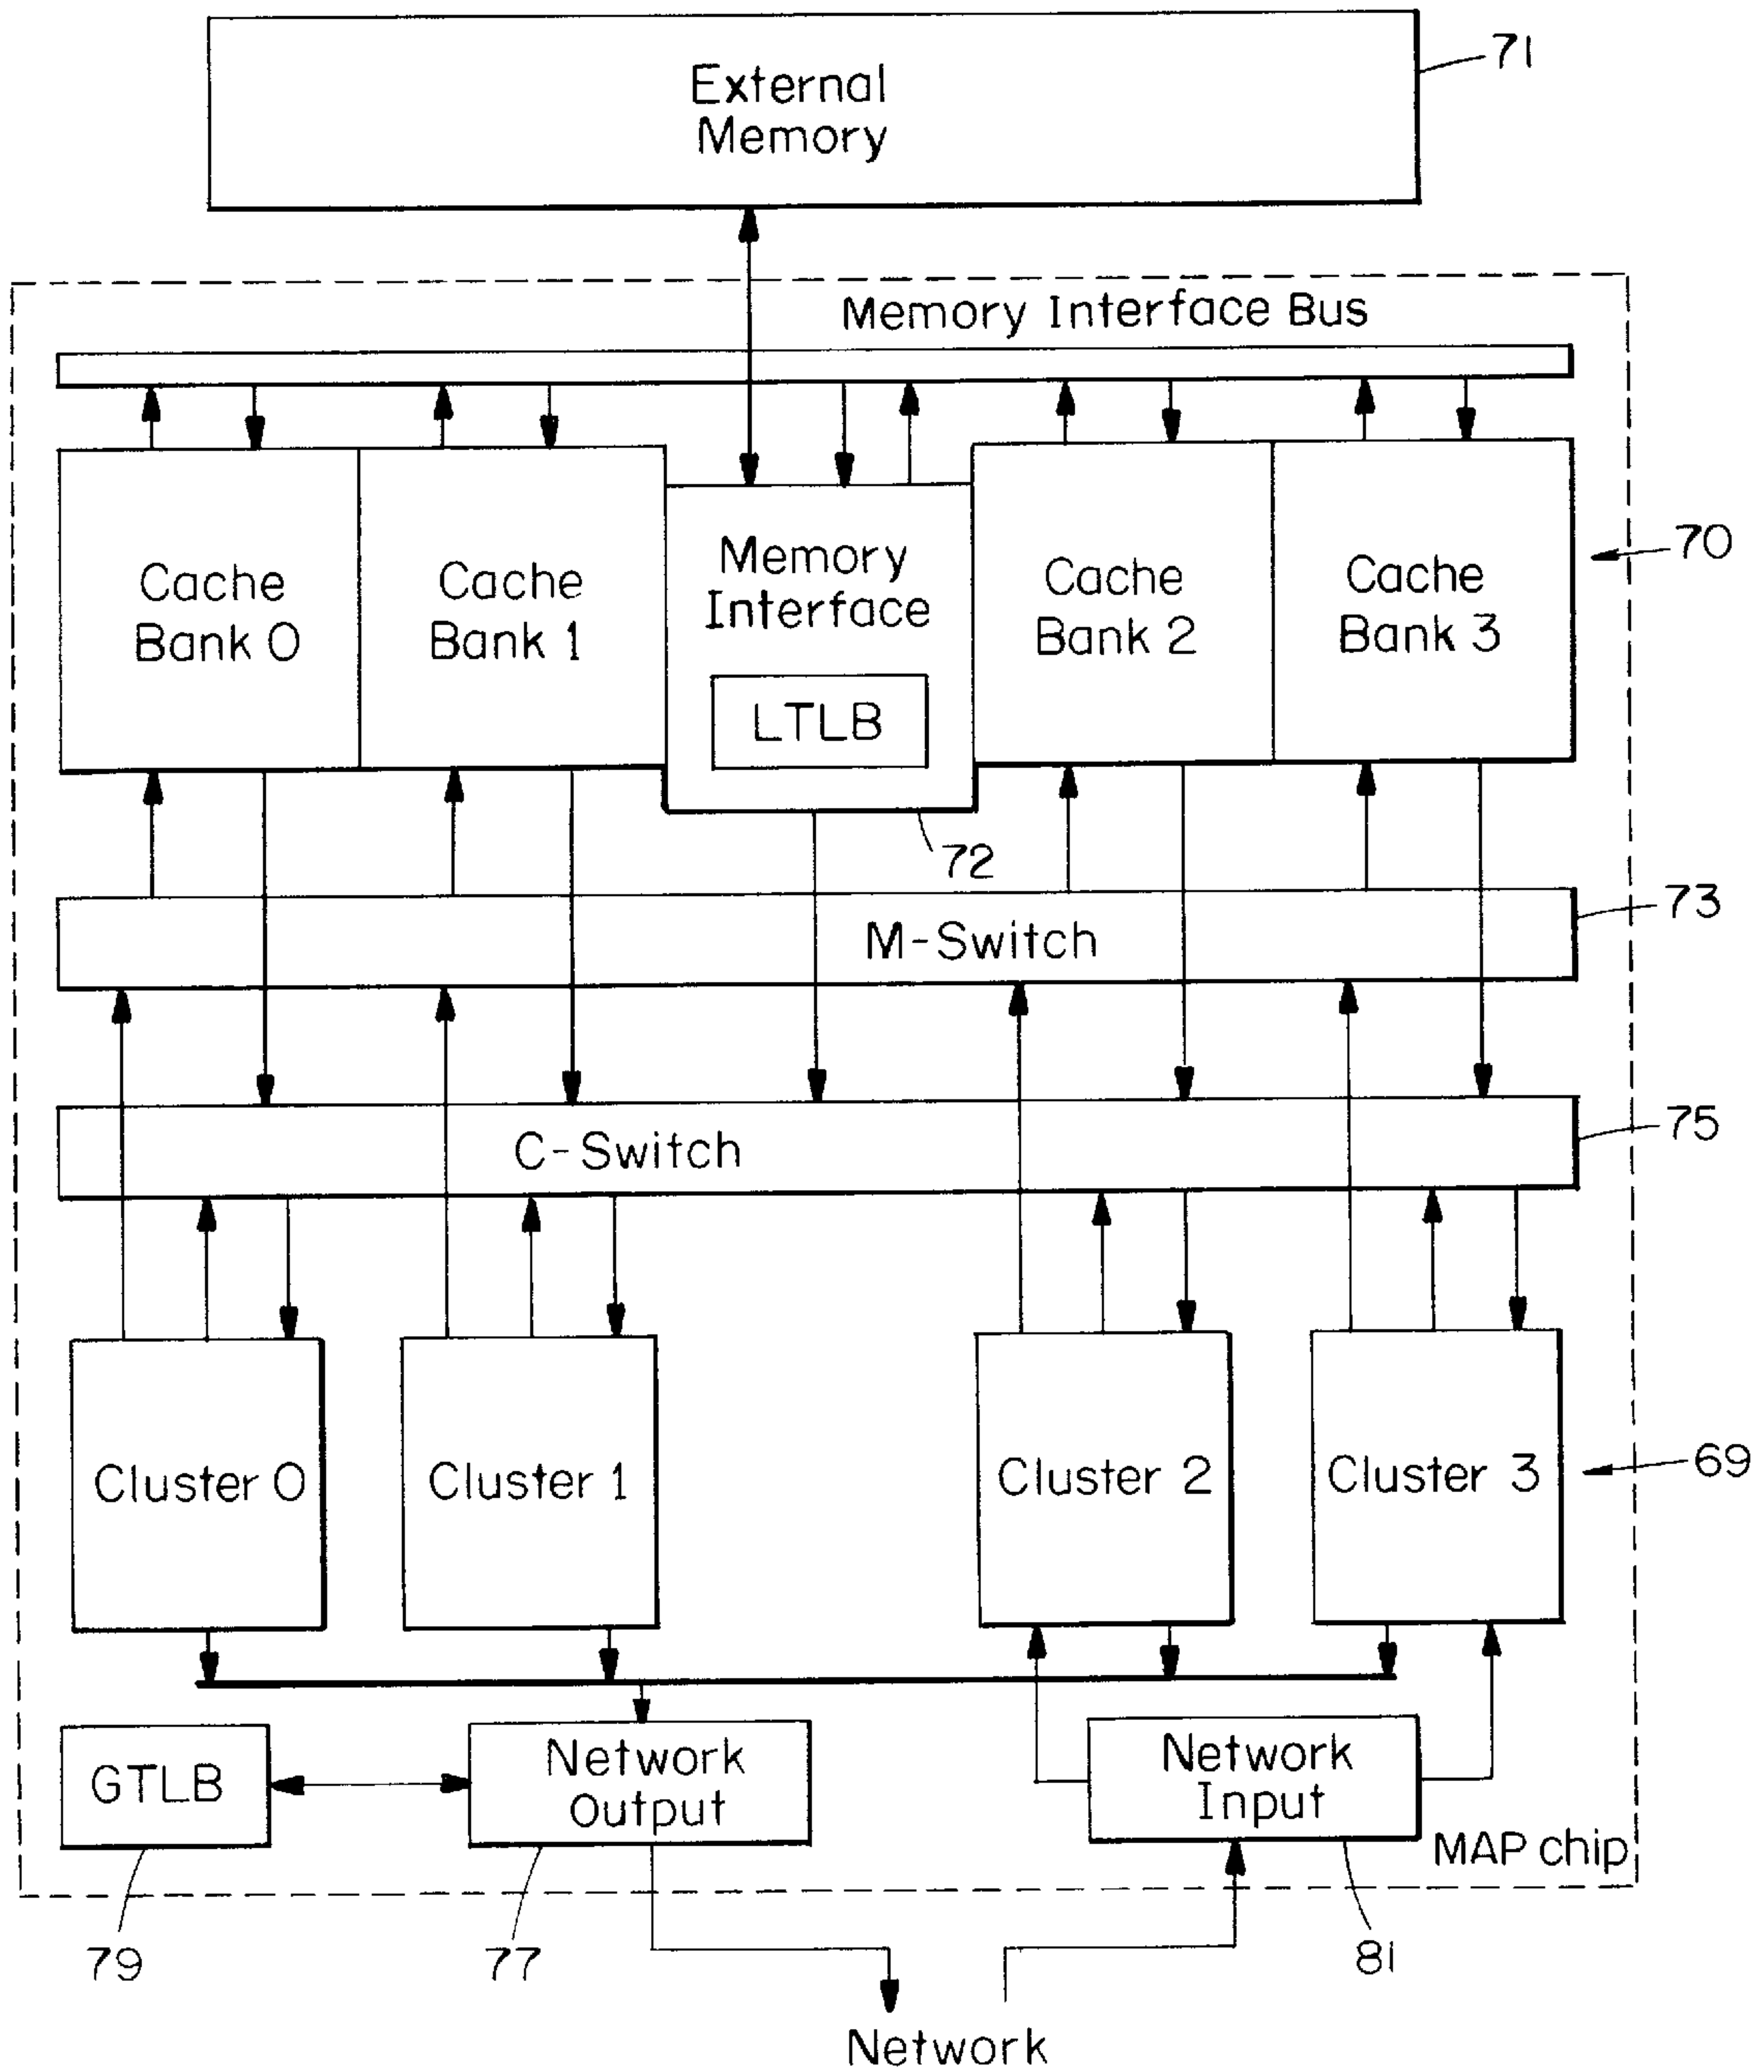 External
Memory
71
Memory Interface Bus
70
Cache
Bank 0
Cache
Bank 1
Memory
Interface
LTLB
Cache
Bank 2
Cache
Bank 3
72
73
M-Switch
75
C-Switch
Cluster 0
Cluster 1
Cluster 2
Cluster 3
69
GTLB
Network
Output
Network
Input
MAP chip
79
77
81
Network